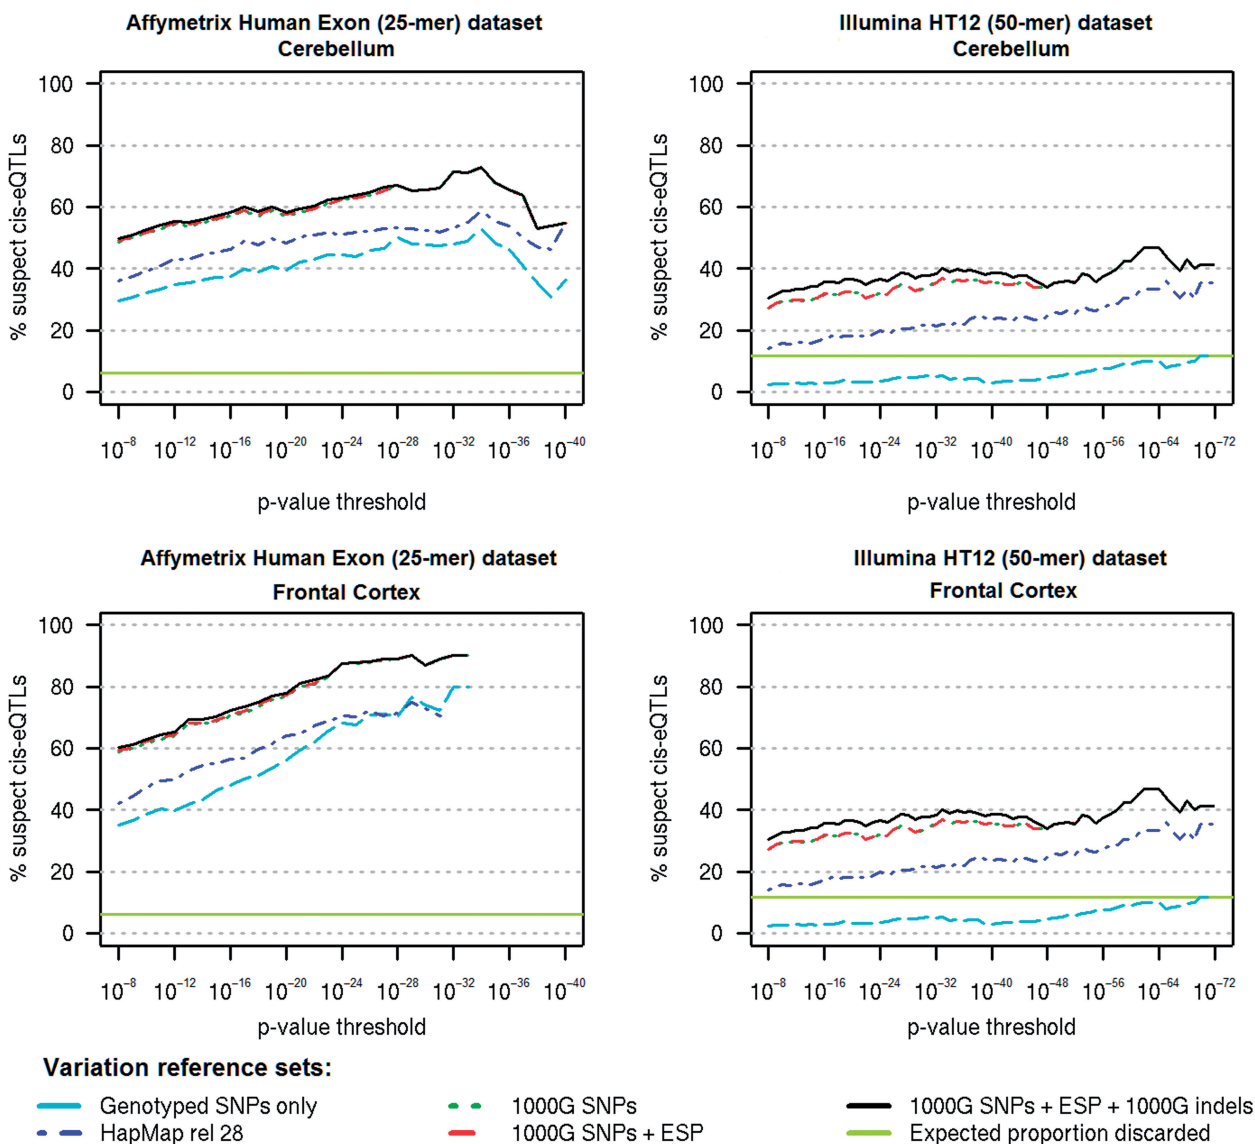 Affymetrix Human Exon (25-mer) dataset
Cerebellum
% suspect cis-eQTLs
100
80
60
40
20
0
10⁻⁸ 10⁻¹² 10⁻¹⁶ 10⁻²⁰ 10⁻²⁴ 10⁻²⁸ 10⁻³² 10⁻³⁶ 10⁻⁴⁰
p-value threshold
Illumina HT12 (50-mer) dataset
Cerebellum
% suspect cis-eQTLs
100
80
60
40
20
0
10⁻⁸ 10⁻¹⁶ 10⁻²⁴ 10⁻³² 10⁻⁴⁰ 10⁻⁴⁸ 10⁻⁵⁶ 10⁻⁶⁴ 10⁻⁷²
p-value threshold
Affymetrix Human Exon (25-mer) dataset
Frontal Cortex
% suspect cis-eQTLs
100
80
60
40
20
0
10⁻⁸ 10⁻¹² 10⁻¹⁶ 10⁻²⁰ 10⁻²⁴ 10⁻²⁸ 10⁻³² 10⁻³⁶ 10⁻⁴⁰
p-value threshold
Illumina HT12 (50-mer) dataset
Frontal Cortex
% suspect cis-eQTLs
100
80
60
40
20
0
10⁻⁸ 10⁻¹⁶ 10⁻²⁴ 10⁻³² 10⁻⁴⁰ 10⁻⁴⁸ 10⁻⁵⁶ 10⁻⁶⁴ 10⁻⁷²
p-value threshold
Variation reference sets:
Genotyped SNPs only
HapMap rel 28
1000G SNPs
1000G SNPs + ESP
1000G SNPs + ESP + 1000G indels
Expected proportion discarded